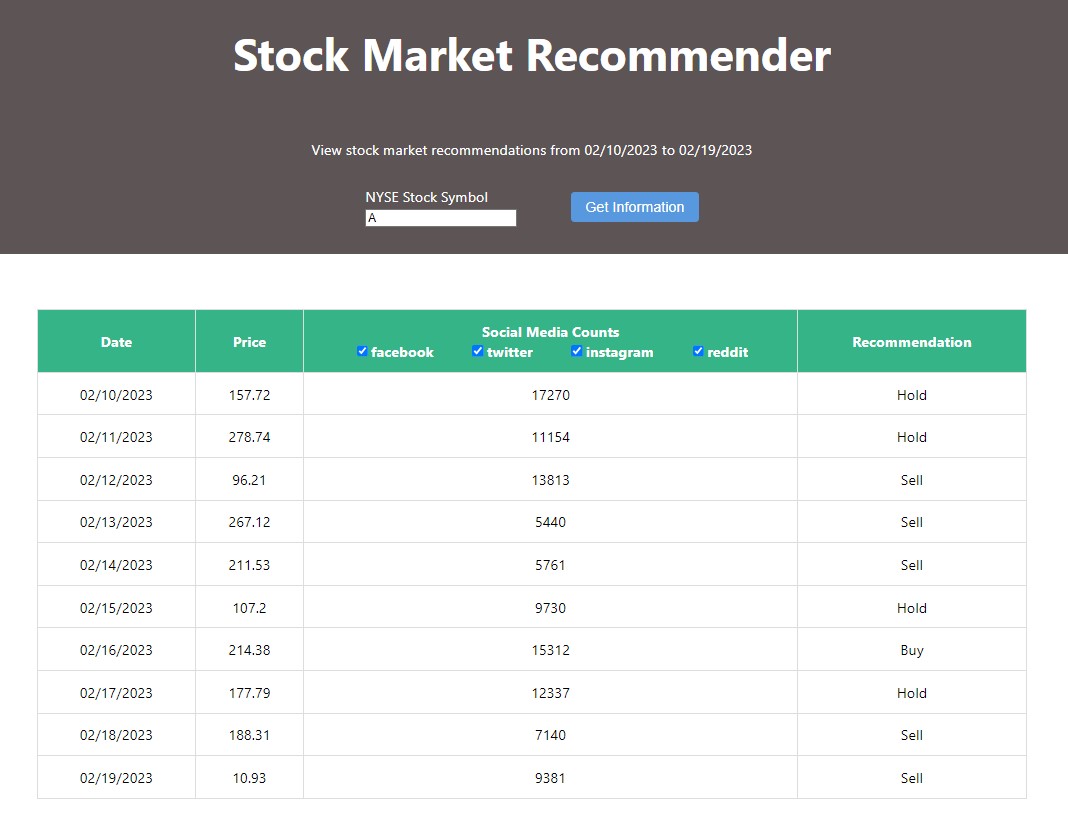 Stock Market Recommender
View stock market recommendations from 02/10/2023 to 02/19/2023
NYSE Stock Symbol
A
Get Information
Date Price Social Media Counts Recommendation
facebook twitter instagram reddit
02/10/2023 157.72 17270 Hold
02/11/2023 278.74 11154 Hold
02/12/2023 96.21 13813 Sell
02/13/2023 267.12 5440 Sell
02/14/2023 211.53 5761 Sell
02/15/2023 107.2 9730 Hold
02/16/2023 214.38 15312 Buy
02/17/2023 177.79 12337 Hold
02/18/2023 188.31 7140 Sell
02/19/2023 10.93 9381 Sell